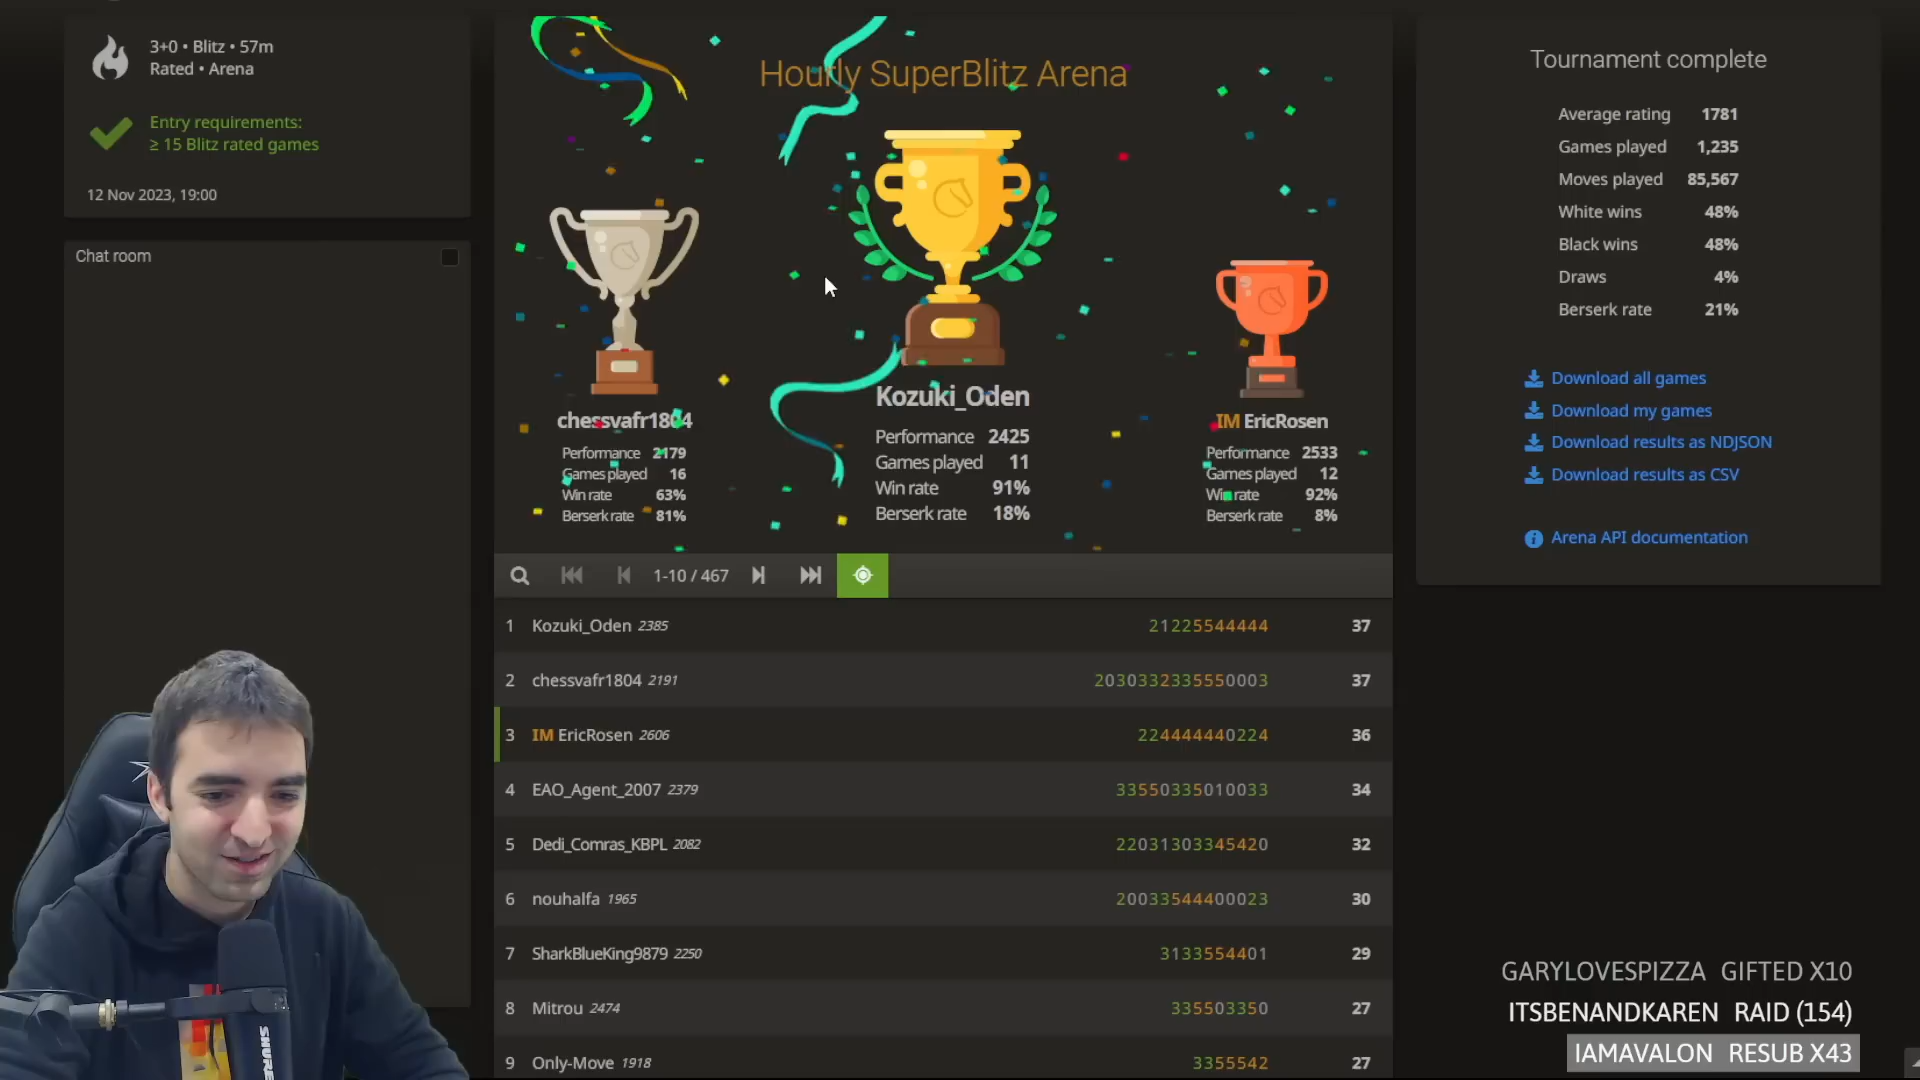 3+0 • Blitz • 57m
Rated • Arena
Entry requirements:
≥ 15 Blitz rated games
12 Nov 2023, 19:00
Chat room
Hourly SuperBlitz Arena
chessvafr1804
Performance 2179
Games played 16
Win rate 63%
Berserk rate 81%
Kozuki_Oden
Performance 2425
Games played 11
Win rate 91%
Berserk rate 18%
IM EricRosen
Performance 2533
Games played 12
Win rate 92%
Berserk rate 8%
1-10 / 467
1 Kozuki_Oden 2385 21225544444 37
2 chessvafr1804 2191 2030332335550003 37
3 IM EricRosen 2606 224444440224 36
4 EAO_Agent_2007 2379 33550335010033 34
5 Dedi_Comras_KBPL 2082 22031303345420 32
6 nouhalfa 1965 20033544400023 30
7 SharkBlueKing9879 2250 3133554401 29
8 Mitrou 2474 335503350 27
9 Only-Move 1918 3355542 27
Tournament complete
Average rating 1781
Games played 1,235
Moves played 85,567
White wins 48%
Black wins 48%
Draws 4%
Berserk rate 21%
Download all games
Download my games
Download results as NDJSON
Download results as CSV
Arena API documentation
SHURE
GARYLOVESPIZZA GIFTED X10
ITSBENANDKAREN RAID (154)
IAMAVALON RESUB X43